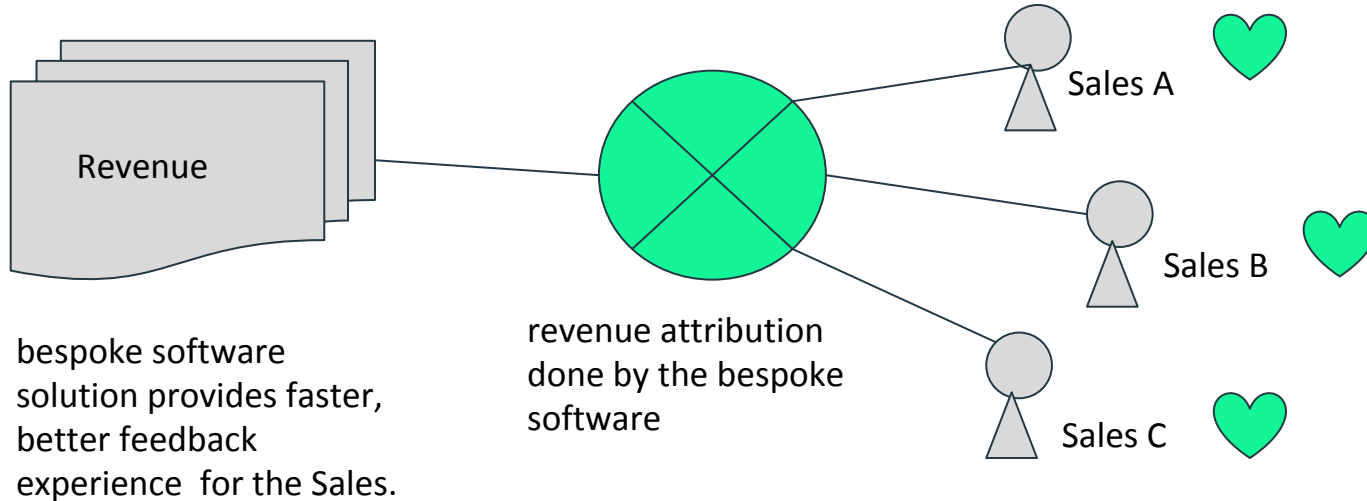 Revenue
bespoke software
solution provides faster,
better feedback
experience  for the Sales.
revenue attribution
done by the bespoke
software
Sales A
Sales B
Sales C